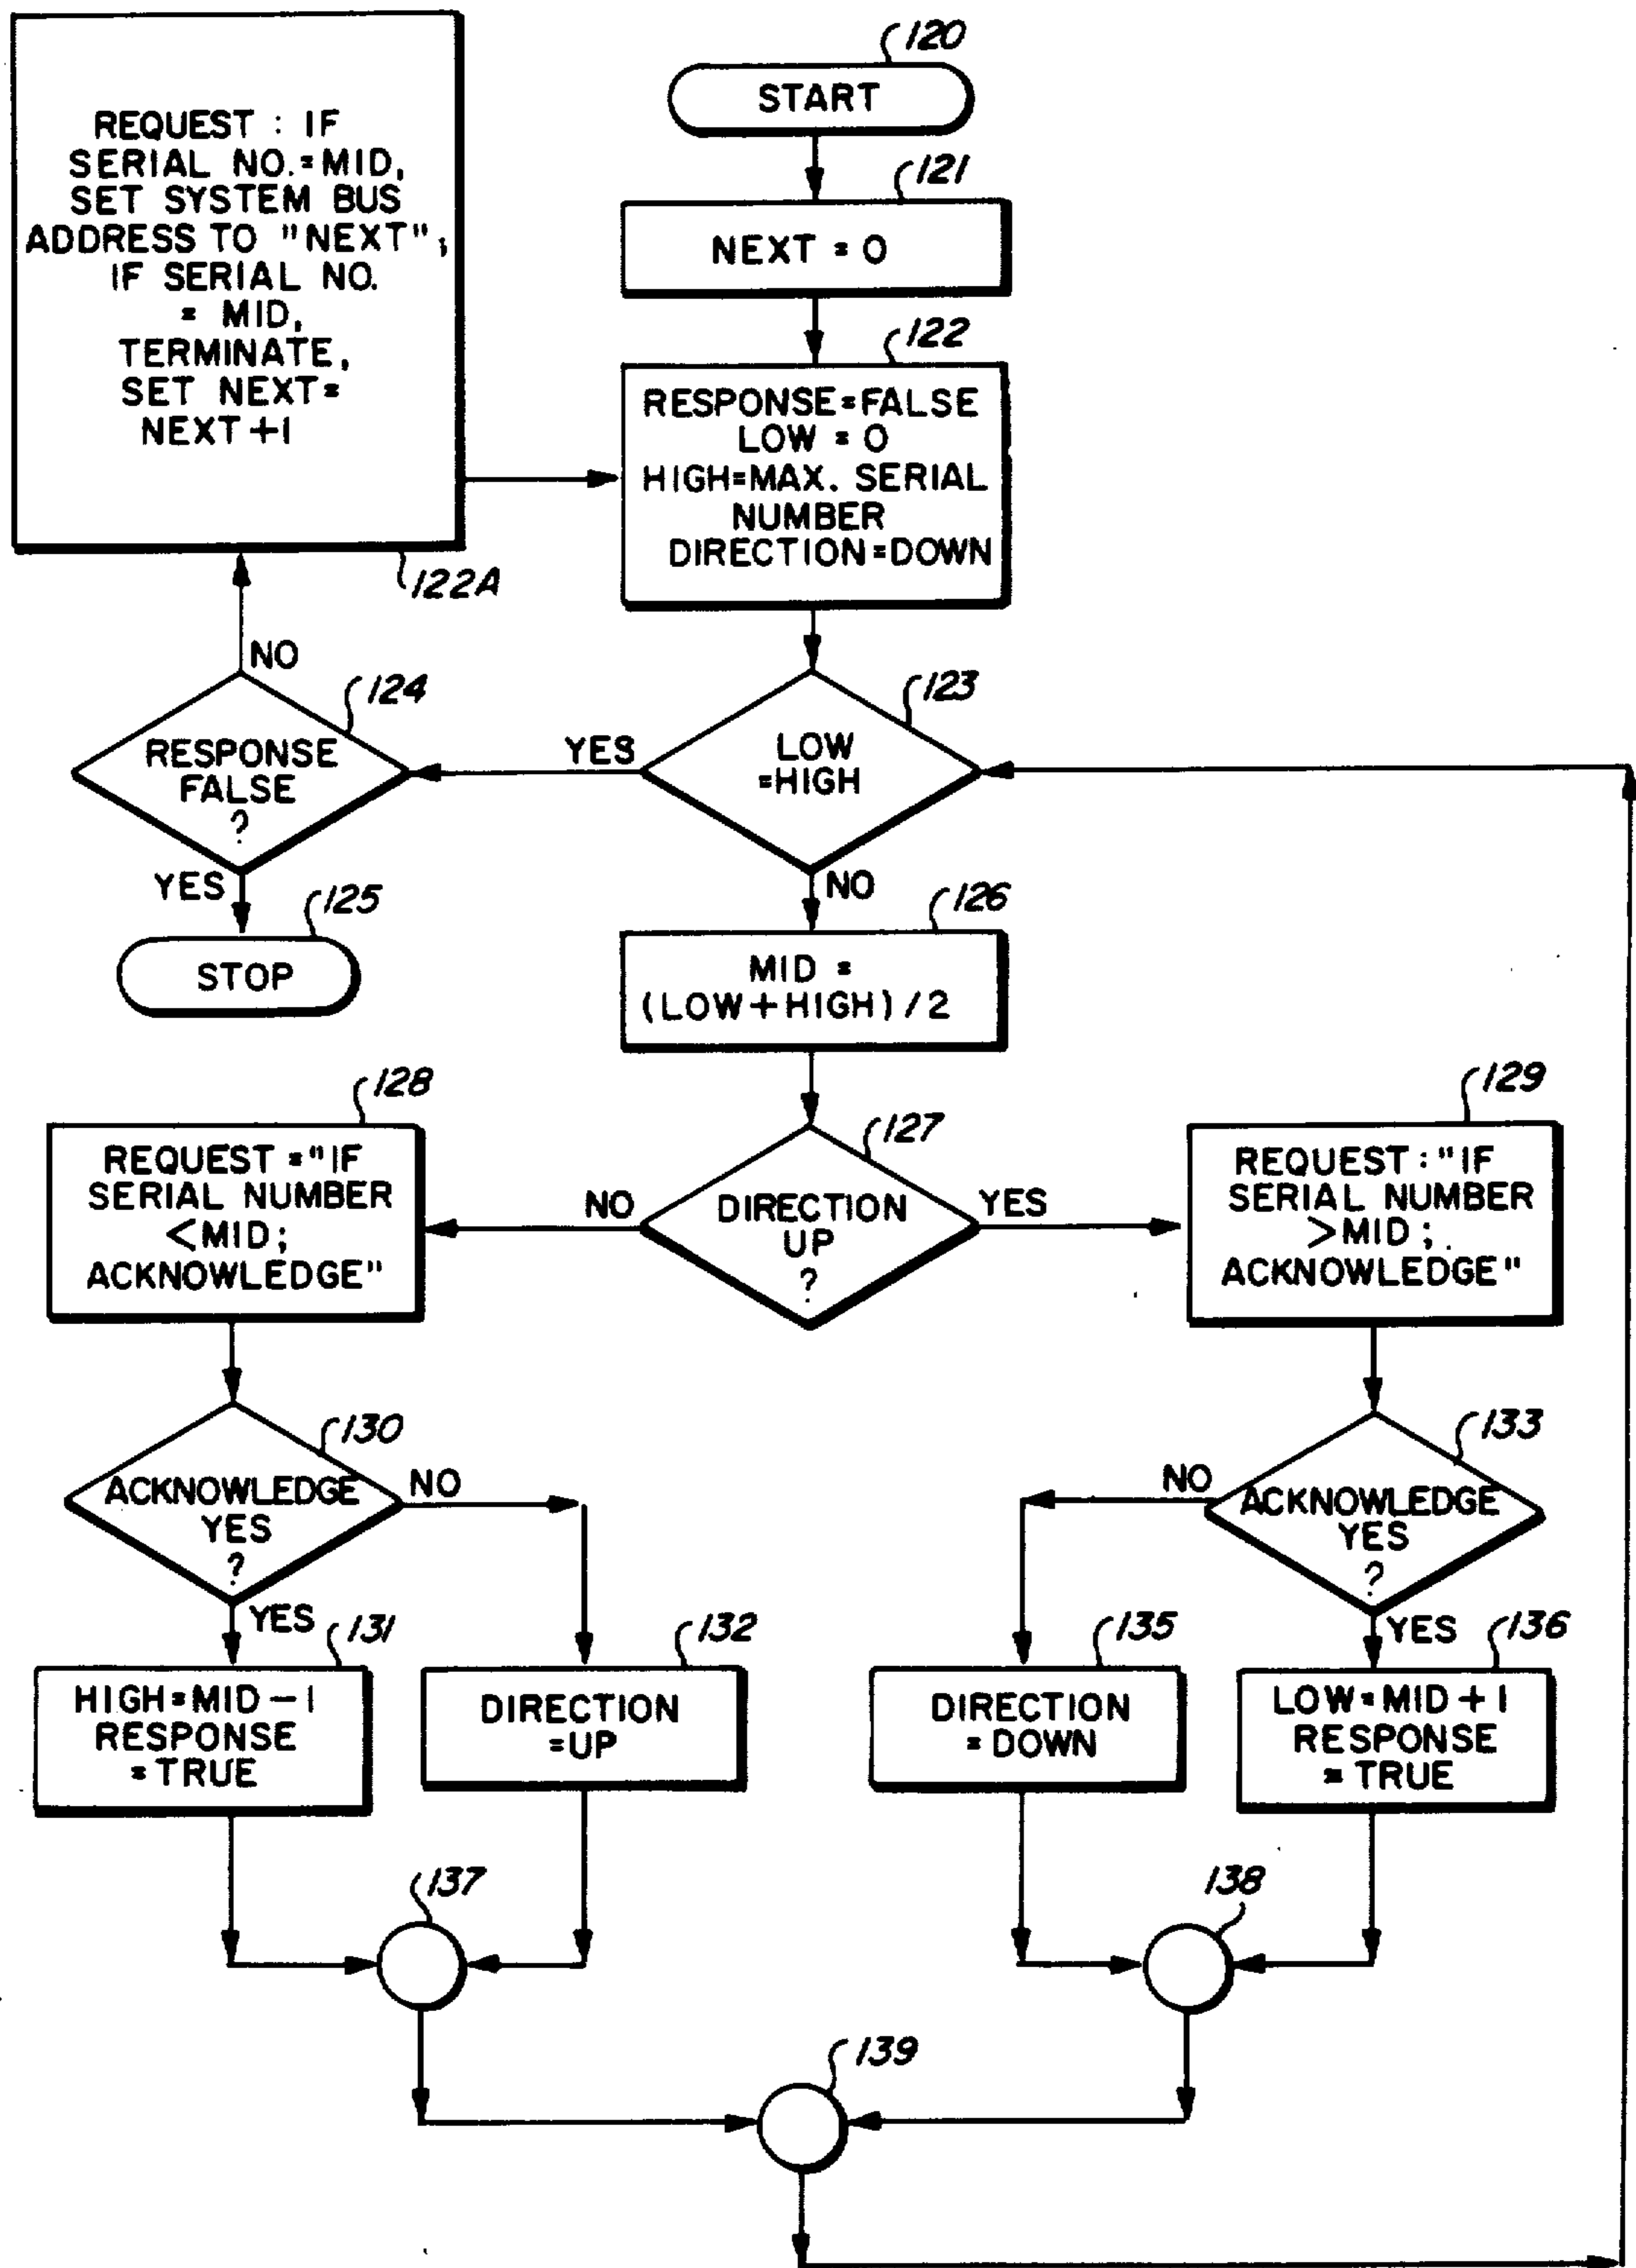 120
START
121
NEXT = 0
122
RESPONSE=FALSE
LOW = 0
HIGH=MAX. SERIAL
NUMBER
DIRECTION=DOWN
REQUEST : IF
SERIAL NO.=MID,
SET SYSTEM BUS
ADDRESS TO "NEXT";
IF SERIAL NO.
= MID,
TERMINATE,
SET NEXT=
NEXT+1
122A
NO
124
RESPONSE
FALSE
?
YES
123
LOW
=HIGH
YES
125
STOP
NO
126
MID =
(LOW+HIGH)/2
128
REQUEST ="IF
SERIAL NUMBER
<MID;
ACKNOWLEDGE"
NO
127
DIRECTION
UP
?
YES
129
REQUEST:"IF
SERIAL NUMBER
>MID;
ACKNOWLEDGE"
130
ACKNOWLEDGE
YES
?
NO
YES
133
NO
ACKNOWLEDGE
YES
?
YES
131
HIGH=MID-1
RESPONSE
=TRUE
132
DIRECTION
=UP
135
DIRECTION
=DOWN
136
LOW=MID+1
RESPONSE
= TRUE
137
138
139